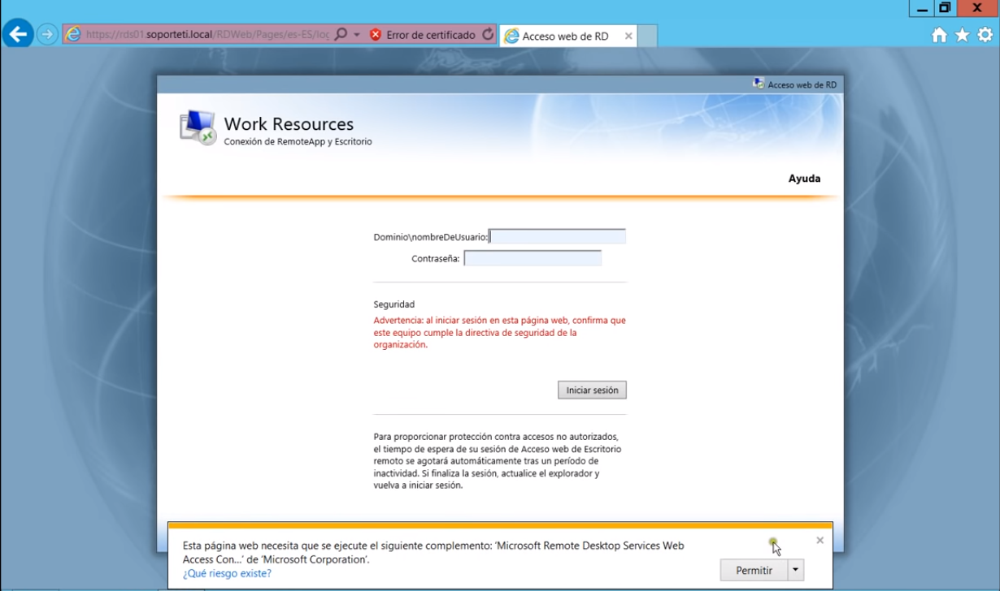 https://rds01.soporteti.local/RDWeb/Pages/es-ES/log
Error de certificado
Acceso web de RD
Acceso web de RD
Work Resources
Conexión de RemoteApp y Escritorio
Ayuda
Dominio\nombreDeUsuario:
Contraseña:
Seguridad
Advertencia: al iniciar sesión en esta página web, confirma que
este equipo cumple la directiva de seguridad de la
organización.
Iniciar sesión
Para proporcionar protección contra accesos no autorizados,
el tiempo de espera de su sesión de Acceso web de Escritorio
remoto se agotará automáticamente tras un período de
inactividad. Si finaliza la sesión, actualice el explorador y
vuelva a iniciar sesión.
Esta página web necesita que se ejecute el siguiente complemento: 'Microsoft Remote Desktop Services Web
Access Con...' de 'Microsoft Corporation'.
¿Qué riesgo existe?
Permitir